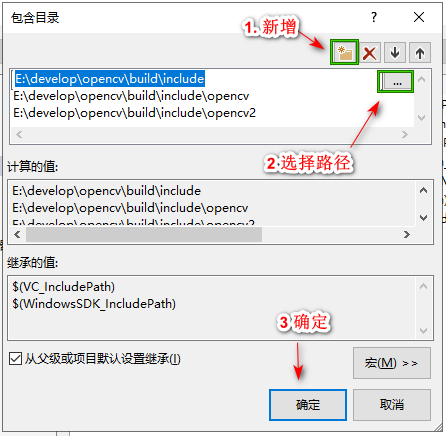 包含目录
1. 新增
E:\develop\opencv\build\include
...
E:\develop\opencv\build\include\opencv
E:\develop\opencv\build\include\opencv2
2 选择路径
计算的值:
E:\develop\opencv\build\include
E:\develop\opencv\build\include\opencv
E:\develop\opencv\build\include\opencv2
继承的值:
$(VC_IncludePath)
$(WindowsSDK_IncludePath)
3 确定
从父级或项目默认设置继承(I)
宏(M) >>
确定
取消